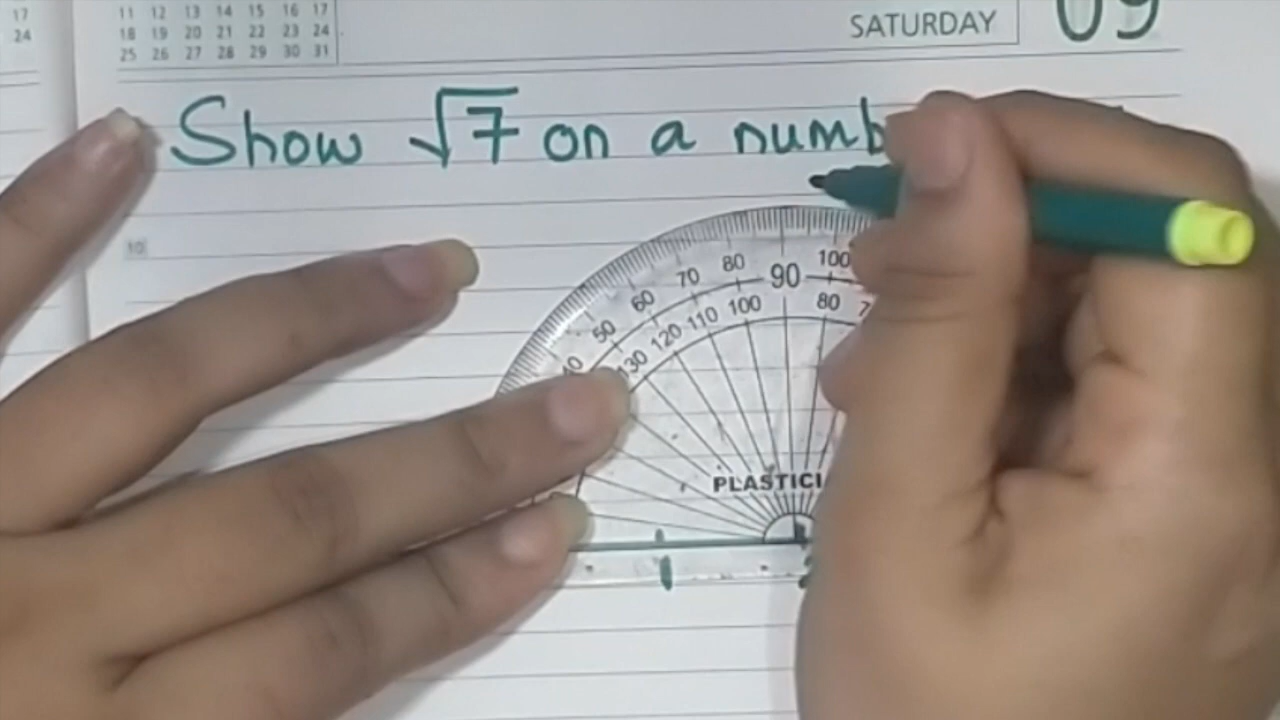 17
24
11 12 13 14 15 16 17
18 19 20 21 22 23 24
25 26 27 28 29 30 31
SATURDAY 09
Show √7 on a numb
10
40 50 60 70 80 90 100
130 120 110 100 80 7
PLASTICI
1